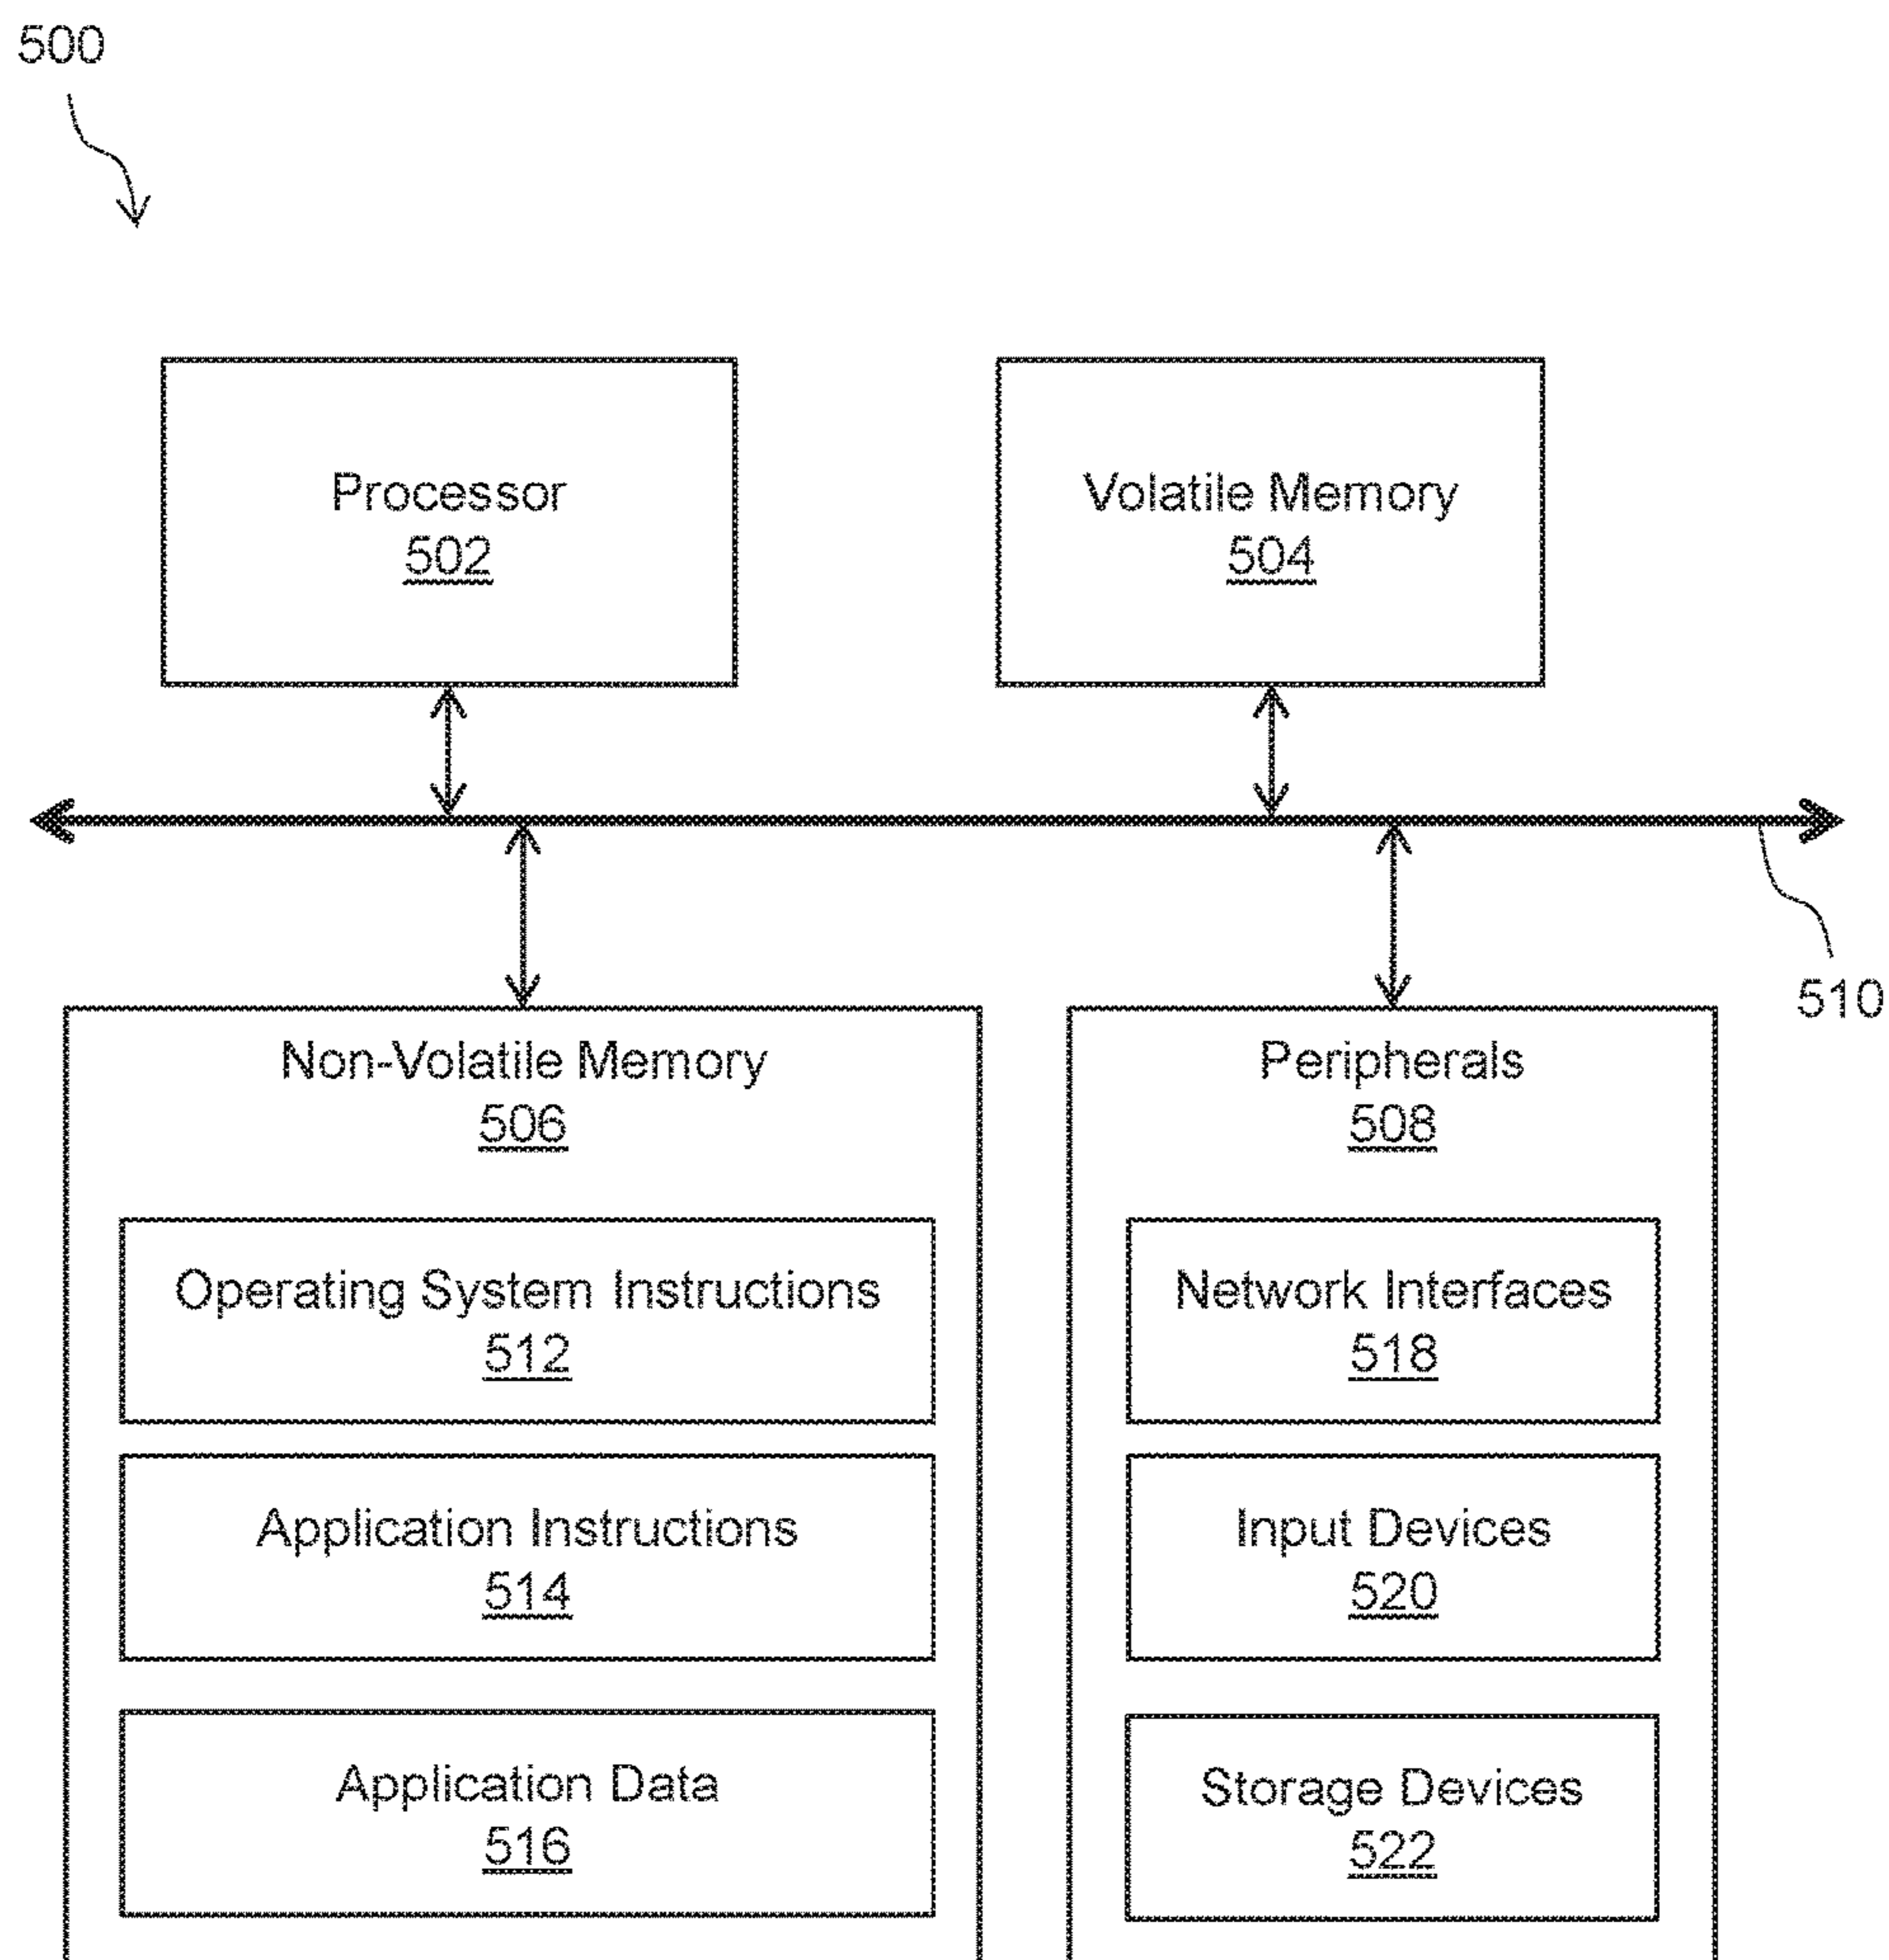 500
Processor
502
Volatile Memory
504
510
Non-Volatile Memory
506
Operating System Instructions
512
Application Instructions
514
Application Data
516
Peripherals
508
Network Interfaces
518
Input Devices
520
Storage Devices
522